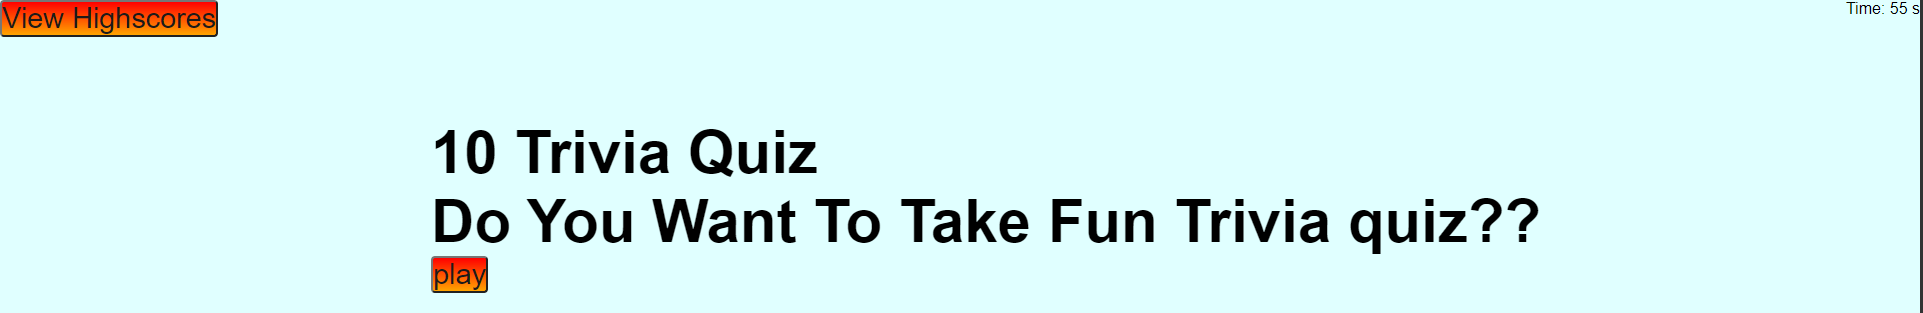 View Highscores
Time: 55 s
10 Trivia Quiz
Do You Want To Take Fun Trivia quiz??
play